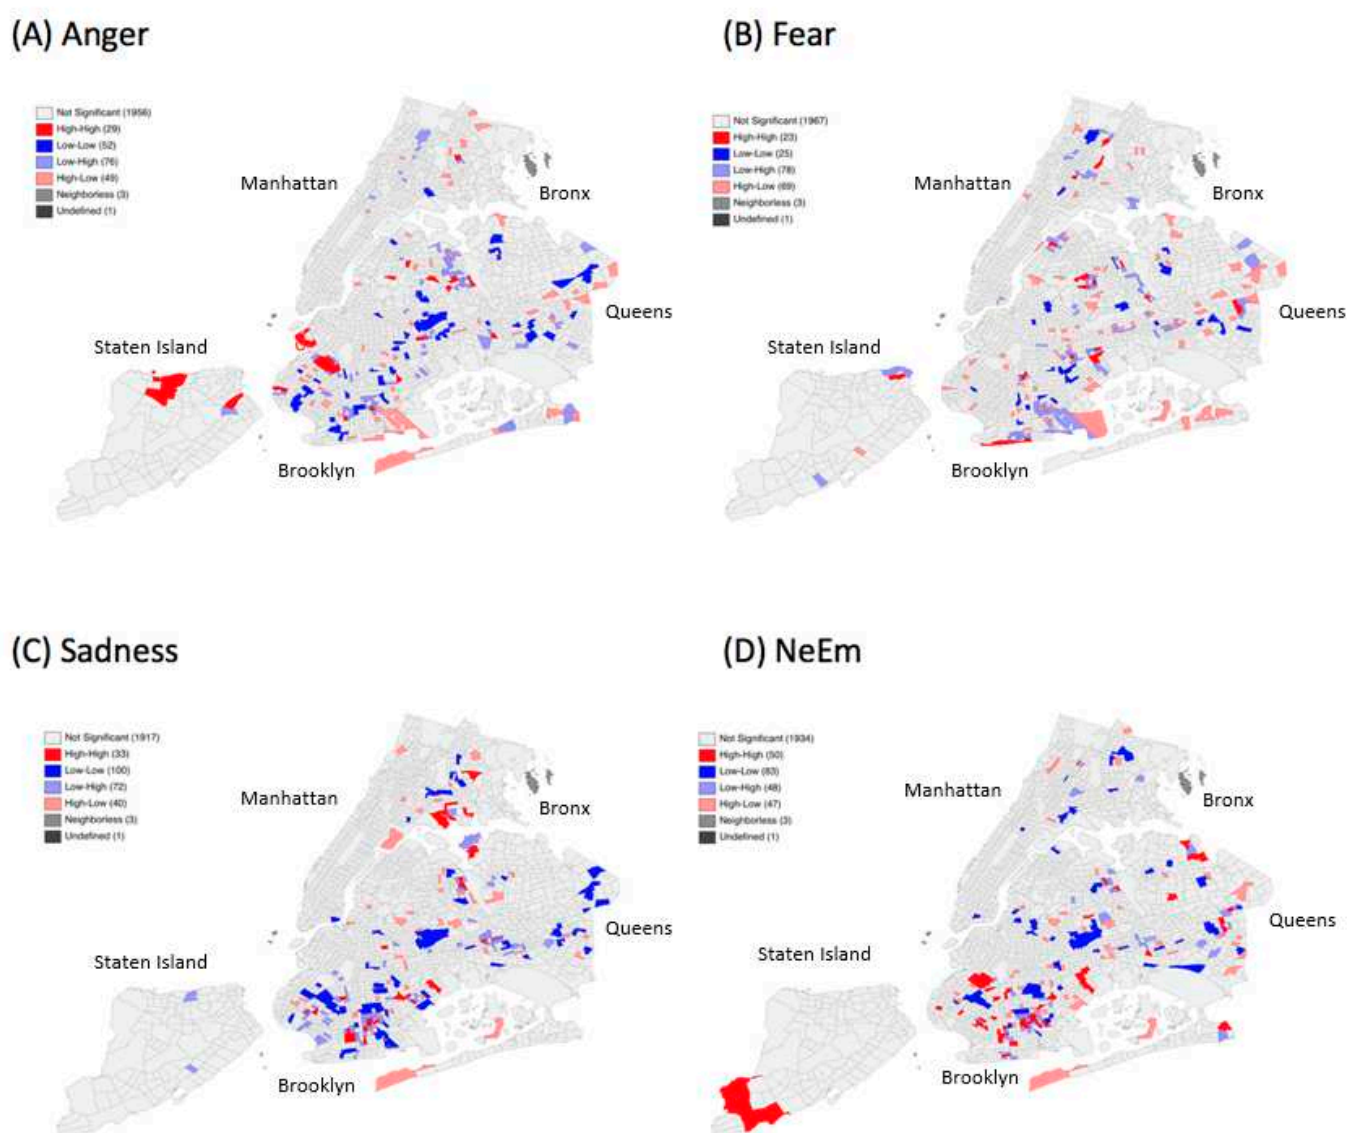 (A) Anger
Not Significant (1956)
High-High (29)
Low-Low (52)
Low-High (76)
High-Low (49)
Neighborless (3)
Undefined (1)
Manhattan
Bronx
Queens
Staten Island
Brooklyn
(B) Fear
Not Significant (1967)
High-High (23)
Low-Low (25)
Low-High (78)
High-Low (69)
Neighborless (3)
Undefined (1)
Manhattan
Bronx
Queens
Staten Island
Brooklyn
(C) Sadness
Not Significant (1917)
High-High (33)
Low-Low (100)
Low-High (72)
High-Low (40)
Neighborless (3)
Undefined (1)
Manhattan
Bronx
Queens
Staten Island
Brooklyn
(D) NeEm
Not Significant (1934)
High-High (50)
Low-Low (83)
Low-High (48)
High-Low (47)
Neighborless (3)
Undefined (1)
Manhattan
Bronx
Queens
Staten Island
Brooklyn